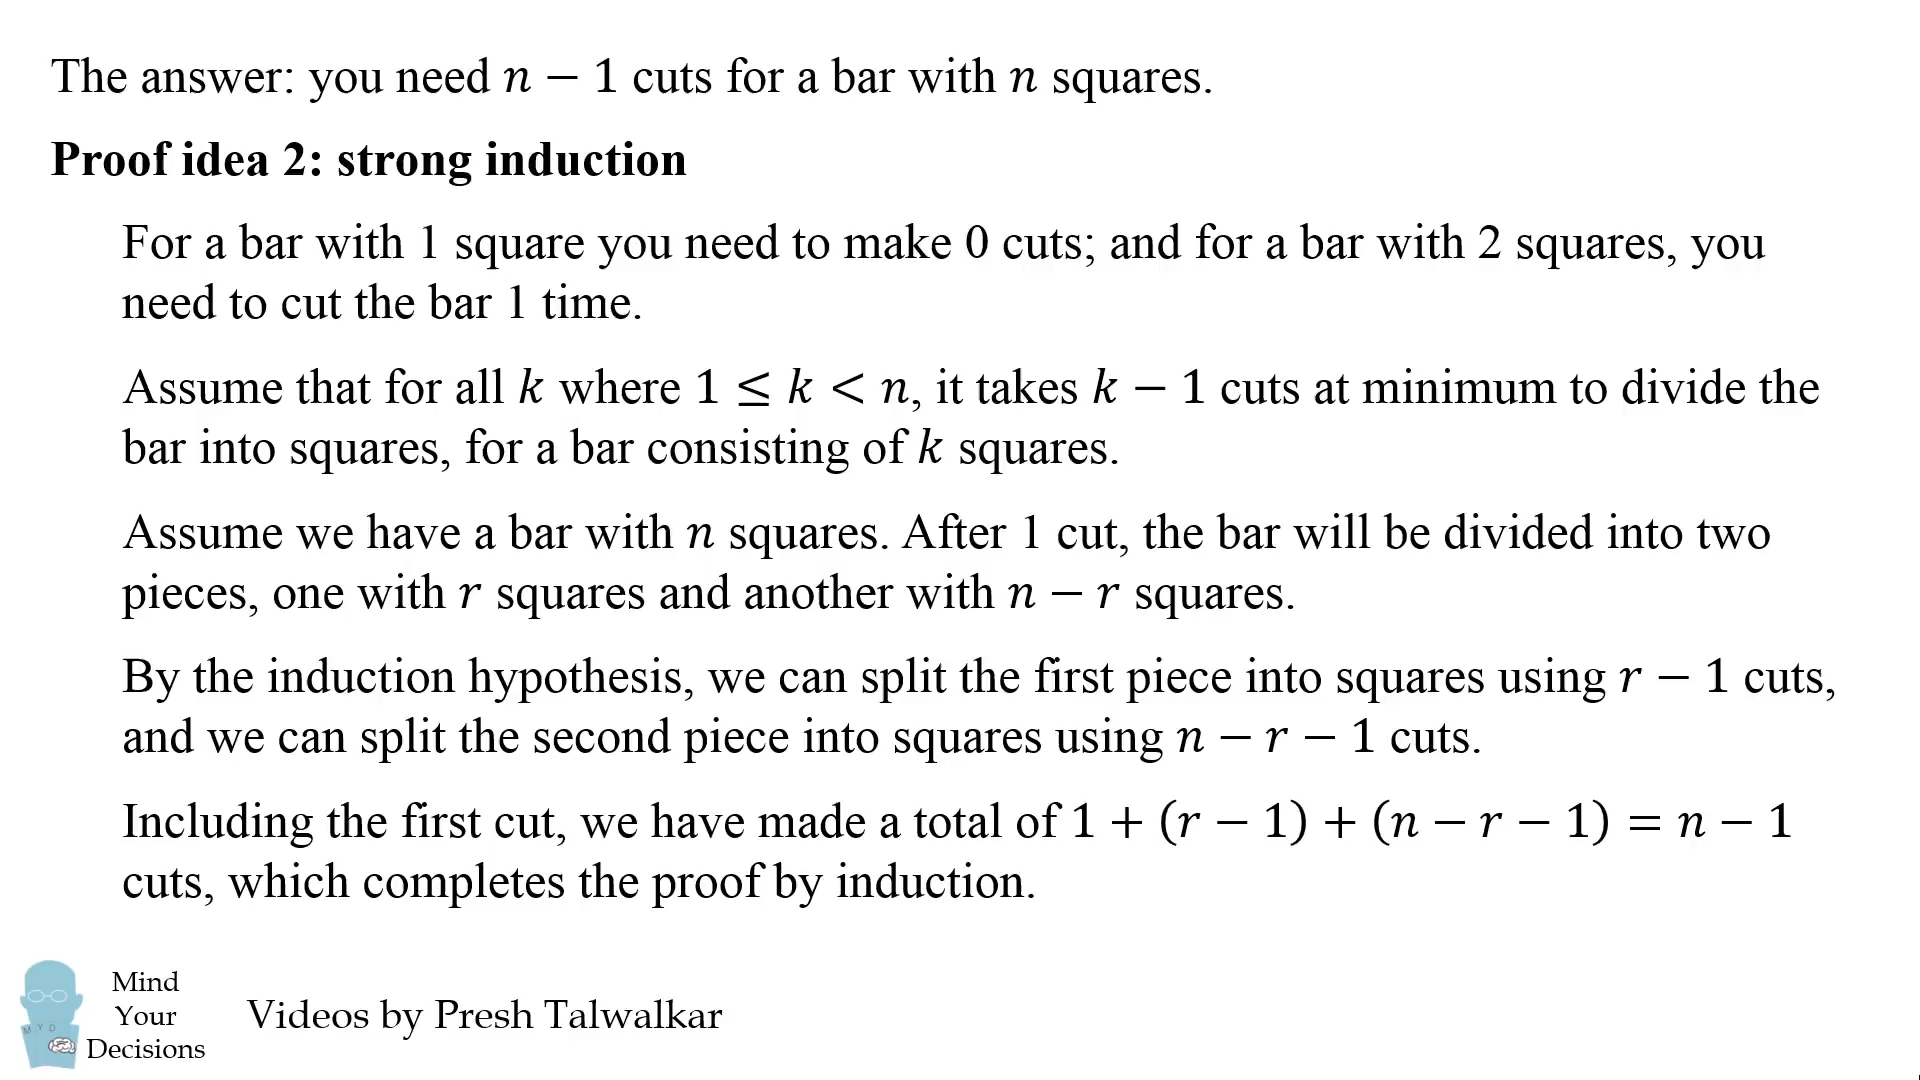 The answer: you need n − 1 cuts for a bar with n squares.
Proof idea 2: strong induction
For a bar with 1 square you need to make 0 cuts; and for a bar with 2 squares, you
need to cut the bar 1 time.
Assume that for all k where 1 ≤ k < n, it takes k − 1 cuts at minimum to divide the
bar into squares, for a bar consisting of k squares.
Assume we have a bar with n squares. After 1 cut, the bar will be divided into two
pieces, one with r squares and another with n − r squares.
By the induction hypothesis, we can split the first piece into squares using r − 1 cuts,
and we can split the second piece into squares using n − r − 1 cuts.
Including the first cut, we have made a total of 1 + (r − 1) + (n − r − 1) = n − 1
cuts, which completes the proof by induction.
M Y D
Mind
Your
Decisions
Videos by Presh Talwalkar